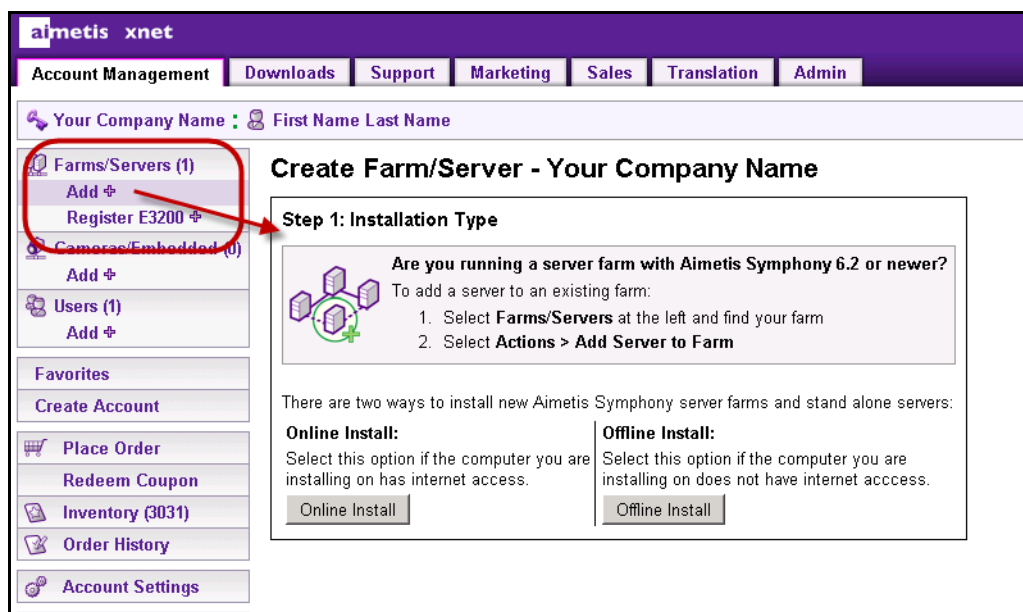 aimetis xnet
Account Management Downloads Support Marketing Sales Translation Admin
Your Company Name : First Name Last Name
Farms/Servers (1)
Add
Register E3200
Cameras/Embedded (0)
Add
Users (1)
Add
Favorites
Create Account
Place Order
Redeem Coupon
Inventory (3031)
Order History
Account Settings
Create Farm/Server - Your Company Name
Step 1: Installation Type
Are you running a server farm with Aimetis Symphony 6.2 or newer?
To add a server to an existing farm:
1. Select Farms/Servers at the left and find your farm
2. Select Actions > Add Server to Farm
There are two ways to install new Aimetis Symphony server farms and stand alone servers:
Online Install:
Select this option if the computer you are
installing on has internet acccess.
Online Install
Offline Install:
Select this option if the computer you are
installing on does not have internet acccess.
Offline Install